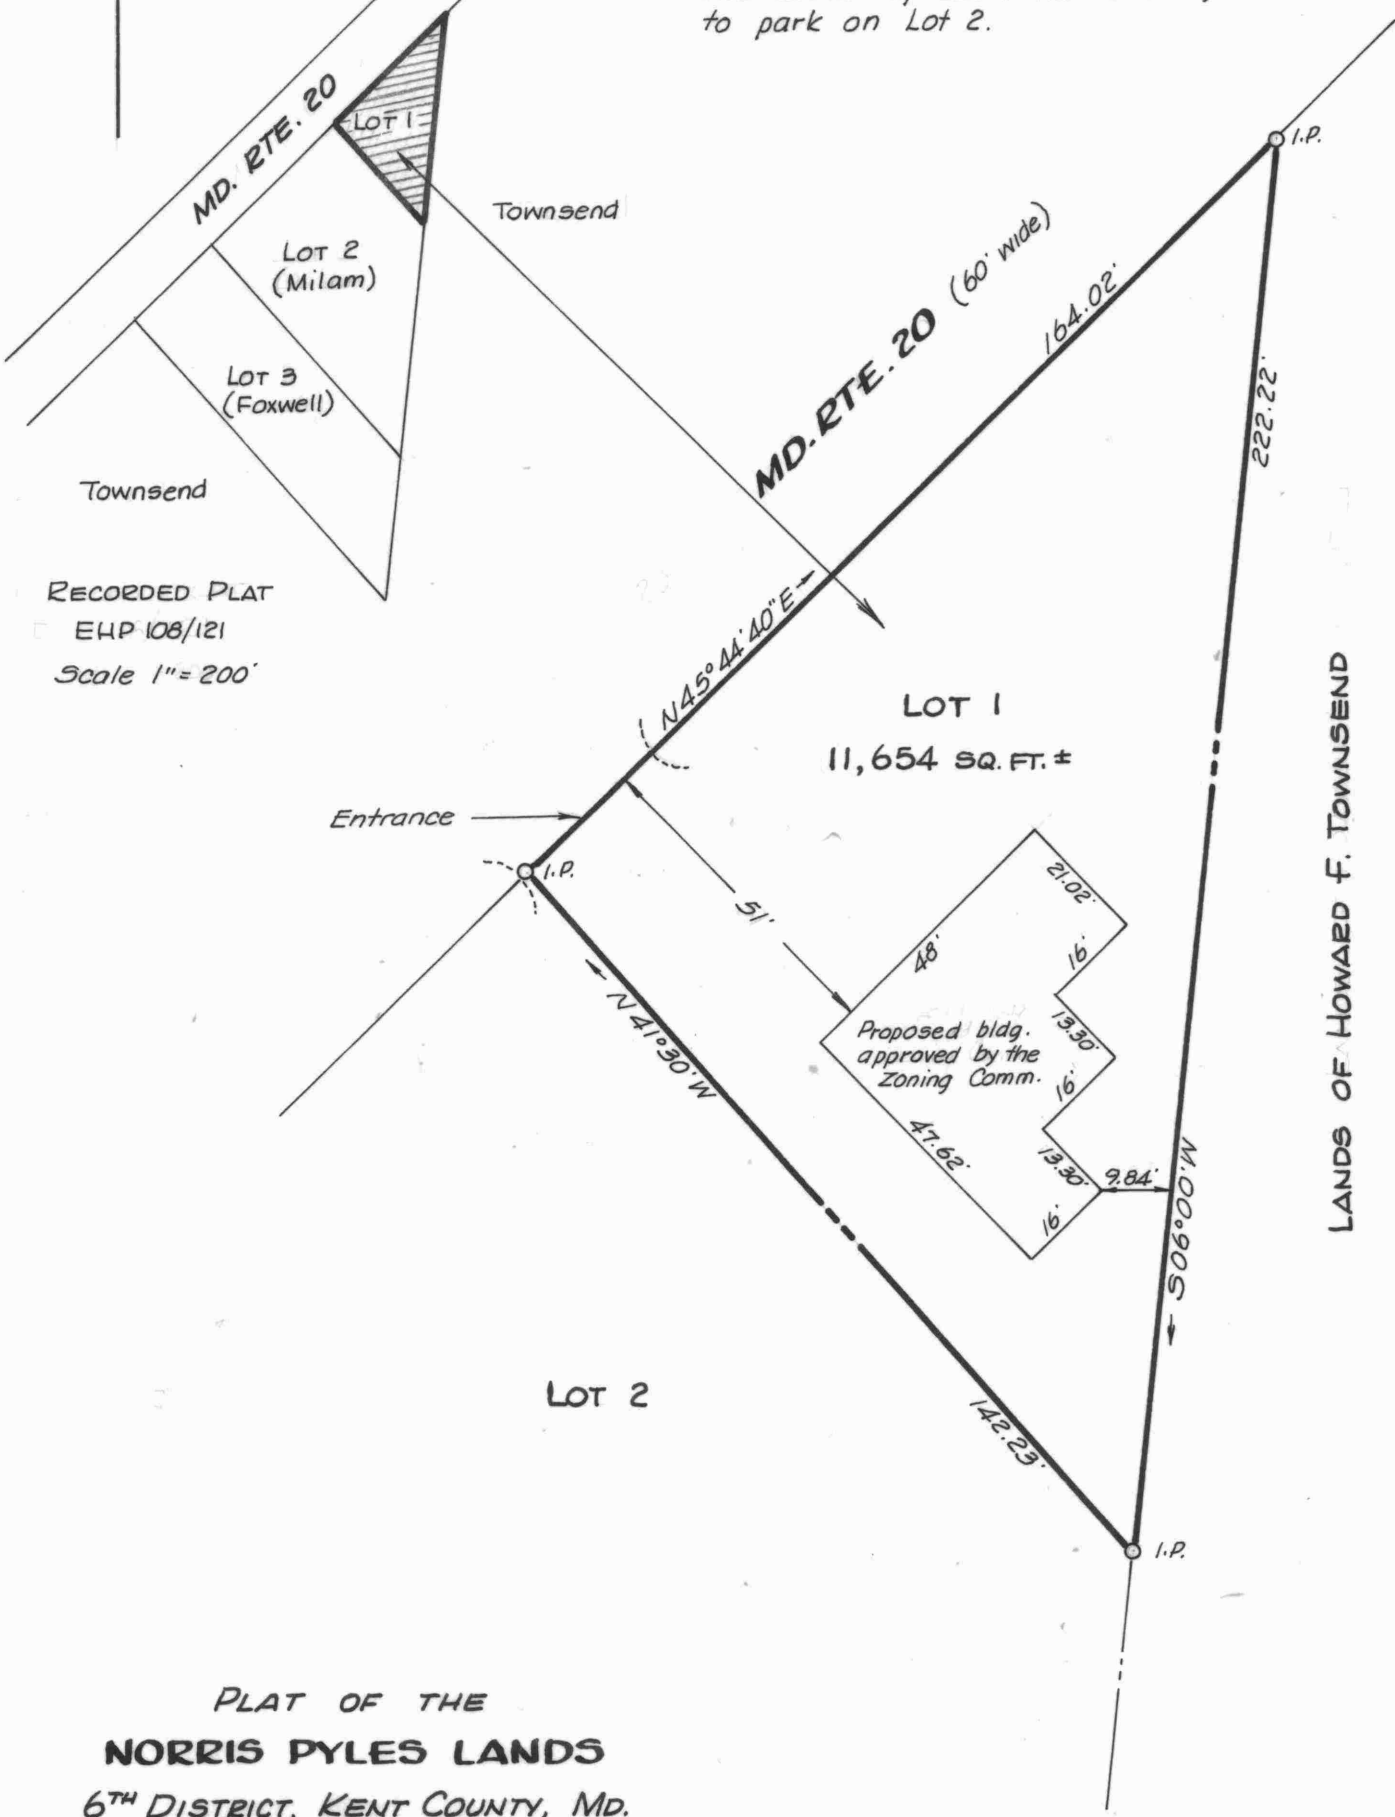 to park on Lot 2.
MD. RTE. 20
LOT 1
Townsend
LOT 2
(Milam)
LOT 3
(Foxwell)
Townsend
RECORDED PLAT
EHP 108/121
Scale 1" = 200'
I.P.
MD. RTE. 20 (60' wide)
164.02'
222.22'
N45°44'40"E
LOT 1
11,654 SQ. FT. ±
Entrance
I.P.
51'
21.02'
48'
16'
13.30'
Proposed bldg.
approved by the
Zoning Comm.
16'
47.62'
13.30'
9.84'
16'
N41°30'W
S06°00'W
LANDS OF HOWARD F. TOWNSEND
LOT 2
142.23'
I.P.
PLAT OF THE
NORRIS PYLES LANDS
6TH DISTRICT, KENT COUNTY, MD.